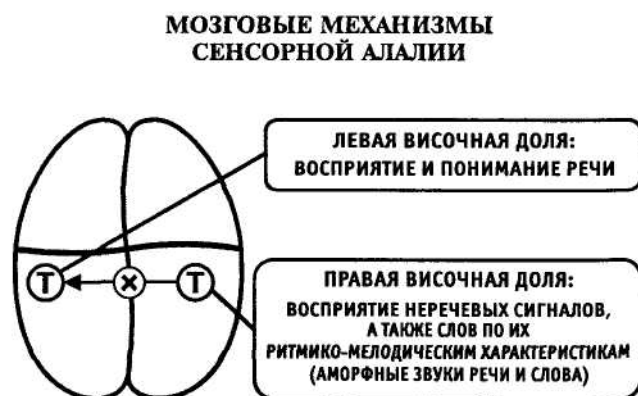 МОЗГОВЫЕ МЕХАНИЗМЫ
СЕНСОРНОЙ АЛАЛИИ
ЛЕВАЯ ВИСОЧНАЯ ДОЛЯ:
ВОСПРИЯТИЕ И ПОНИМАНИЕ РЕЧИ
Т
×
Т
ПРАВАЯ ВИСОЧНАЯ ДОЛЯ:
ВОСПРИЯТИЕ НЕРЕЧЕВЫХ СИГНАЛОВ,
А ТАКЖЕ СЛОВ ПО ИХ
РИТМИКО-МЕЛОДИЧЕСКИМ ХАРАКТЕРИСТИКАМ
(АМОРФНЫЕ ЗВУКИ РЕЧИ И СЛОВА)